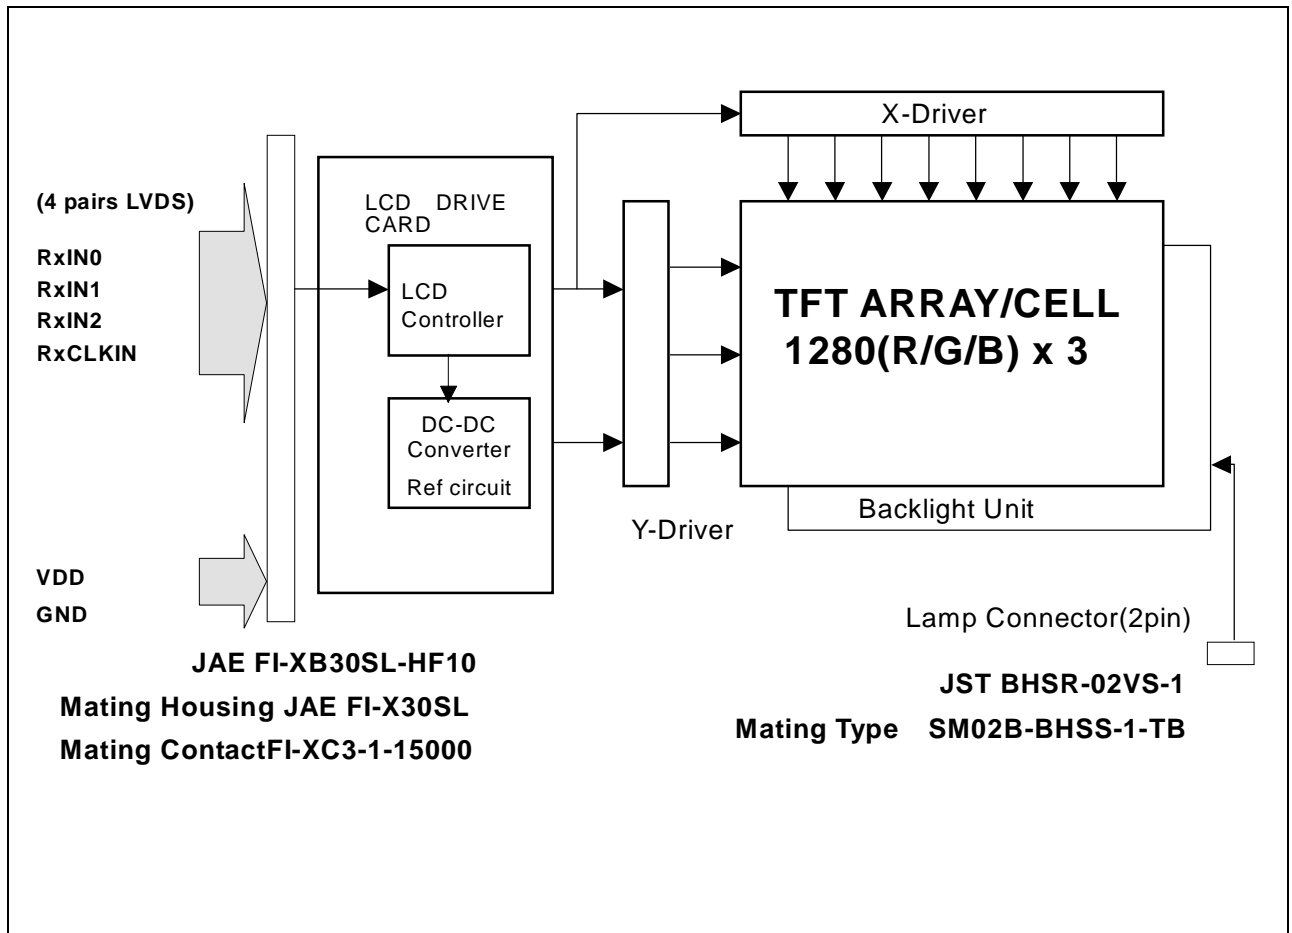 X-Driver
(4 pairs LVDS)
RxIN0
RxIN1
RxIN2
RxCLKIN
LCD DRIVE
CARD
LCD
Controller
DC-DC
Converter
Ref circuit
TFT ARRAY/CELL
1280(R/G/B) x 3
Backlight Unit
Y-Driver
VDD
GND
JAE FI-XB30SL-HF10
Mating Housing JAE FI-X30SL
Mating ContactFI-XC3-1-15000
Lamp Connector(2pin)
JST BHSR-02VS-1
Mating Type SM02B-BHSS-1-TB